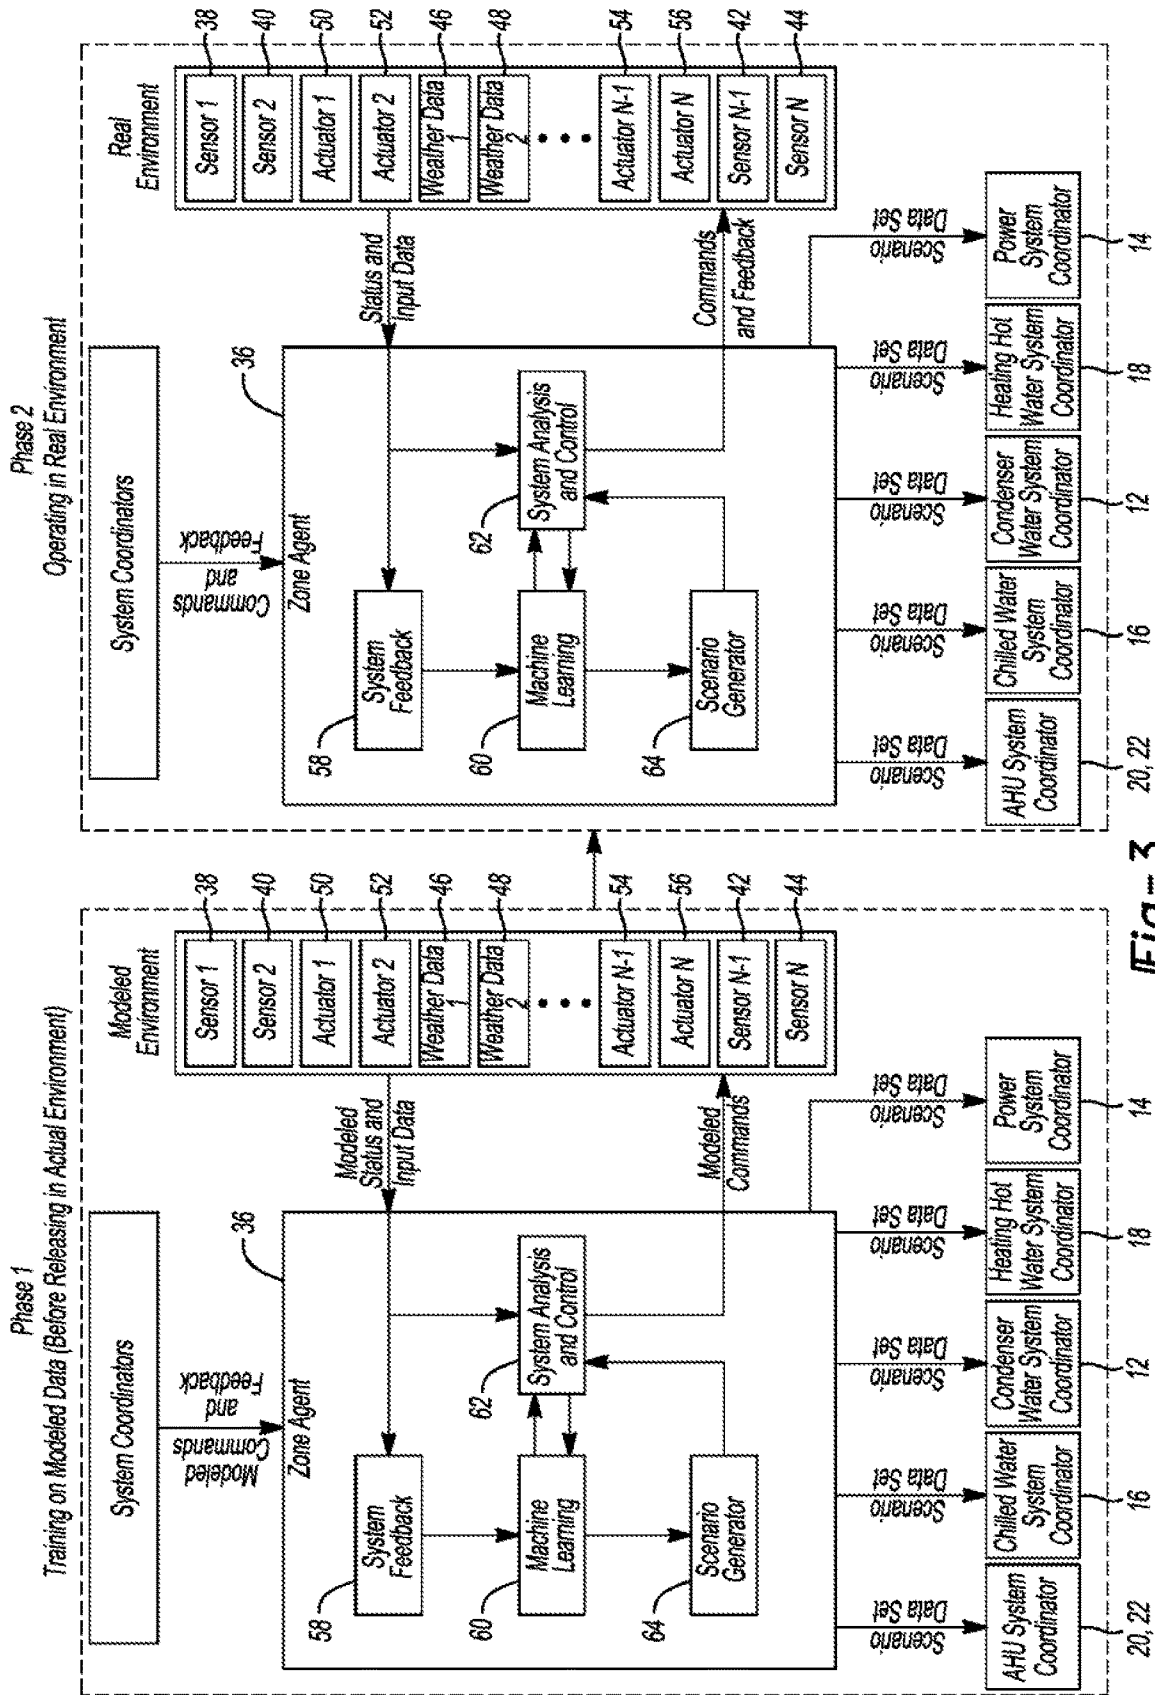 Phase 1
Training on Modeled Data (Before Releasing in Actual Environment)
System Coordinators
Modeled
Commands
and
Feedback
Zone Agent
36
58
System
Feedback
60
Machine
Learning
62
System Analysis
and Control
64
Scenario
Generator
Modeled
Status and
Input Data
Modeled
Commands
Modeled
Environment
Sensor 1
38
Sensor 2
40
Actuator 1
50
Actuator 2
52
Weather Data
1
46
Weather Data
2
48
Actuator N-1
54
Actuator N
56
Sensor N-1
42
Sensor N
44
Scenario
Data Set
Scenario
Data Set
Scenario
Data Set
Scenario
Data Set
Scenario
Data Set
AHU System
Coordinator
Chilled Water
System
Coordinator
Condenser
Water System
Coordinator
Heating Hot
Water System
Coordinator
Power
System
Coordinator
20, 22
16
12
18
14
Phase 2
Operating in Real Environment
System Coordinators
Commands
and
Feedback
Zone Agent
36
58
System
Feedback
60
Machine
Learning
62
System Analysis
and Control
64
Scenario
Generator
Status and
Input Data
Commands
and Feedback
Real
Environment
Sensor 1
38
Sensor 2
40
Actuator 1
50
Actuator 2
52
Weather Data
1
46
Weather Data
2
48
Actuator N-1
54
Actuator N
56
Sensor N-1
42
Sensor N
44
Scenario
Data Set
Scenario
Data Set
Scenario
Data Set
Scenario
Data Set
Scenario
Data Set
AHU System
Coordinator
Chilled Water
System
Coordinator
Condenser
Water System
Coordinator
Heating Hot
Water System
Coordinator
Power
System
Coordinator
20, 22
16
12
18
14
Fig-3